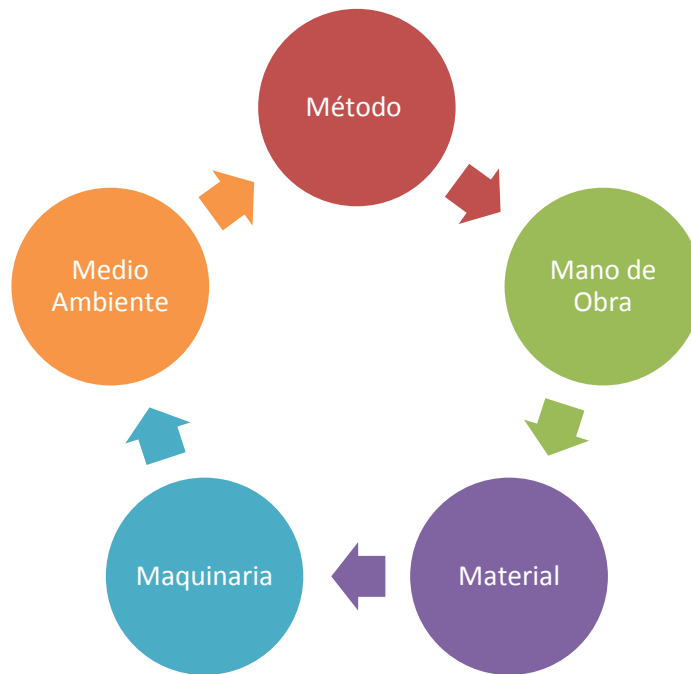 Método
Mano de
Obra
Material
Maquinaria
Medio
Ambiente